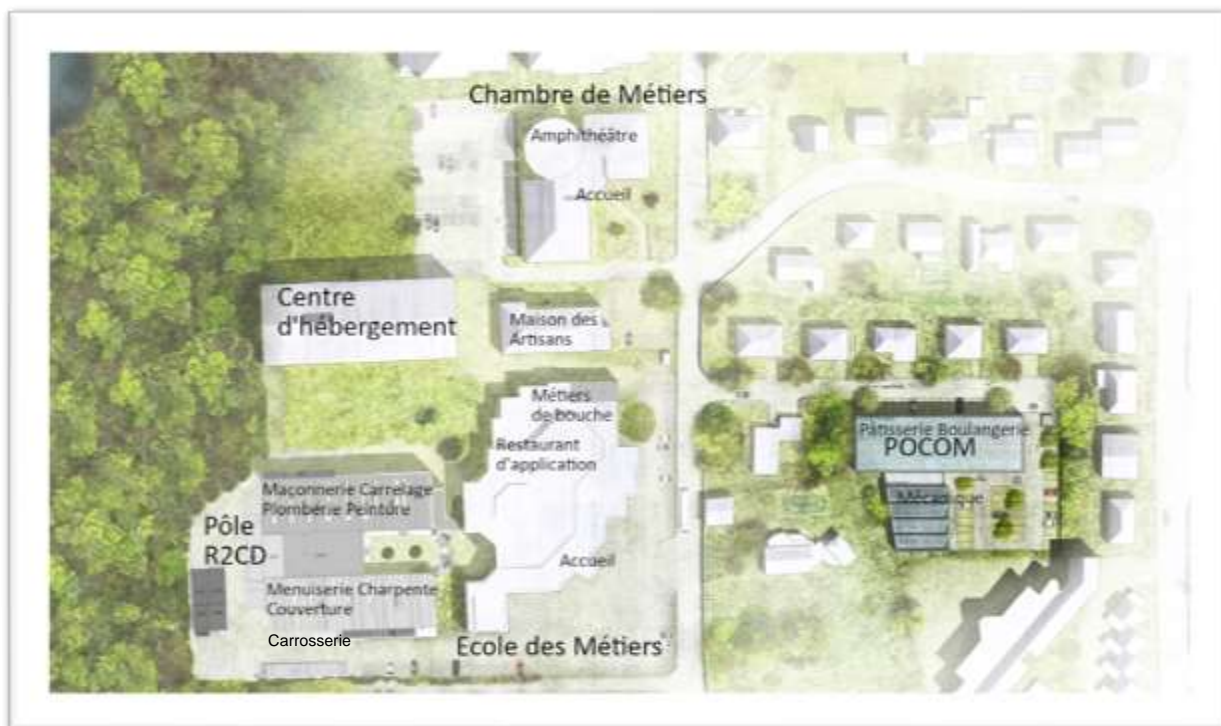 Chambre de Métiers
Amphithéâtre
Accueil
Centre
d'hébergement
Maison des
Artisans
Métiers
de bouche
Restaurant
d'application
Pâtisserie Boulangerie
POCOM
Mécanique
Maçonnerie Carrelage
Plomberie Peinture
Pôle
R2CD
Accueil
Menuiserie Charpente
Couverture
Carrosserie
Ecole des Métiers